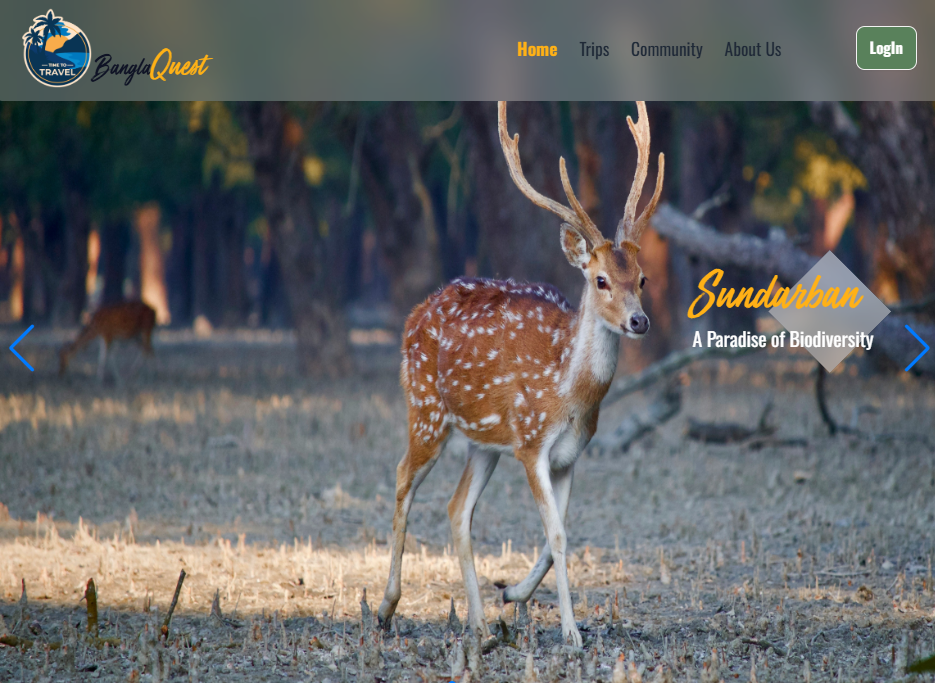 TIME TO
TRAVEL
BanglaQuest
Home
Trips
Community
About Us
LogIn
Sundarban
A Paradise of Biodiversity